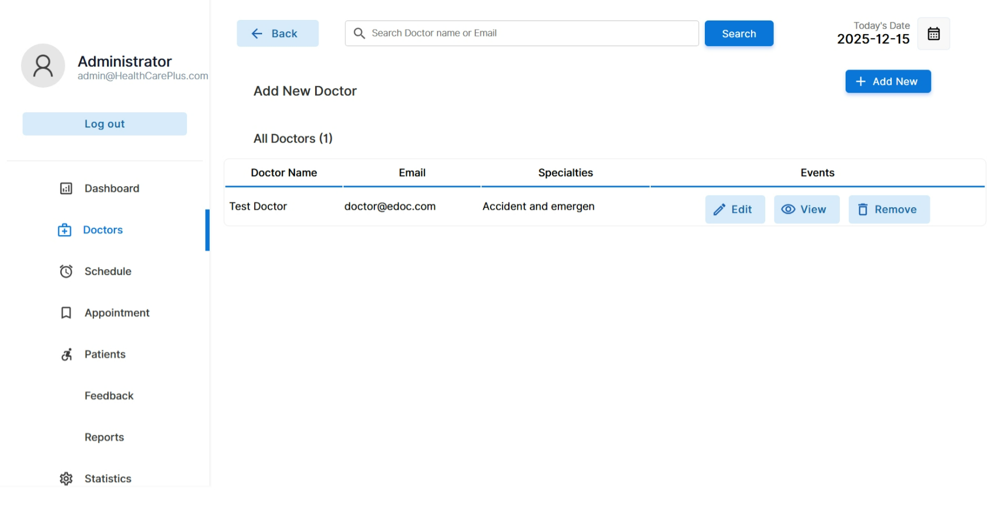 Administrator
admin@HealthCarePlus.com
Log out
Dashboard
Doctors
Schedule
Appointment
Patients
Feedback
Reports
Statistics
Back
Search Doctor name or Email
Search
Today's Date
2025-12-15
Add New Doctor
Add New
All Doctors (1)
Doctor Name Email Specialties Events
Test Doctor doctor@edoc.com Accident and emergen Edit View Remove